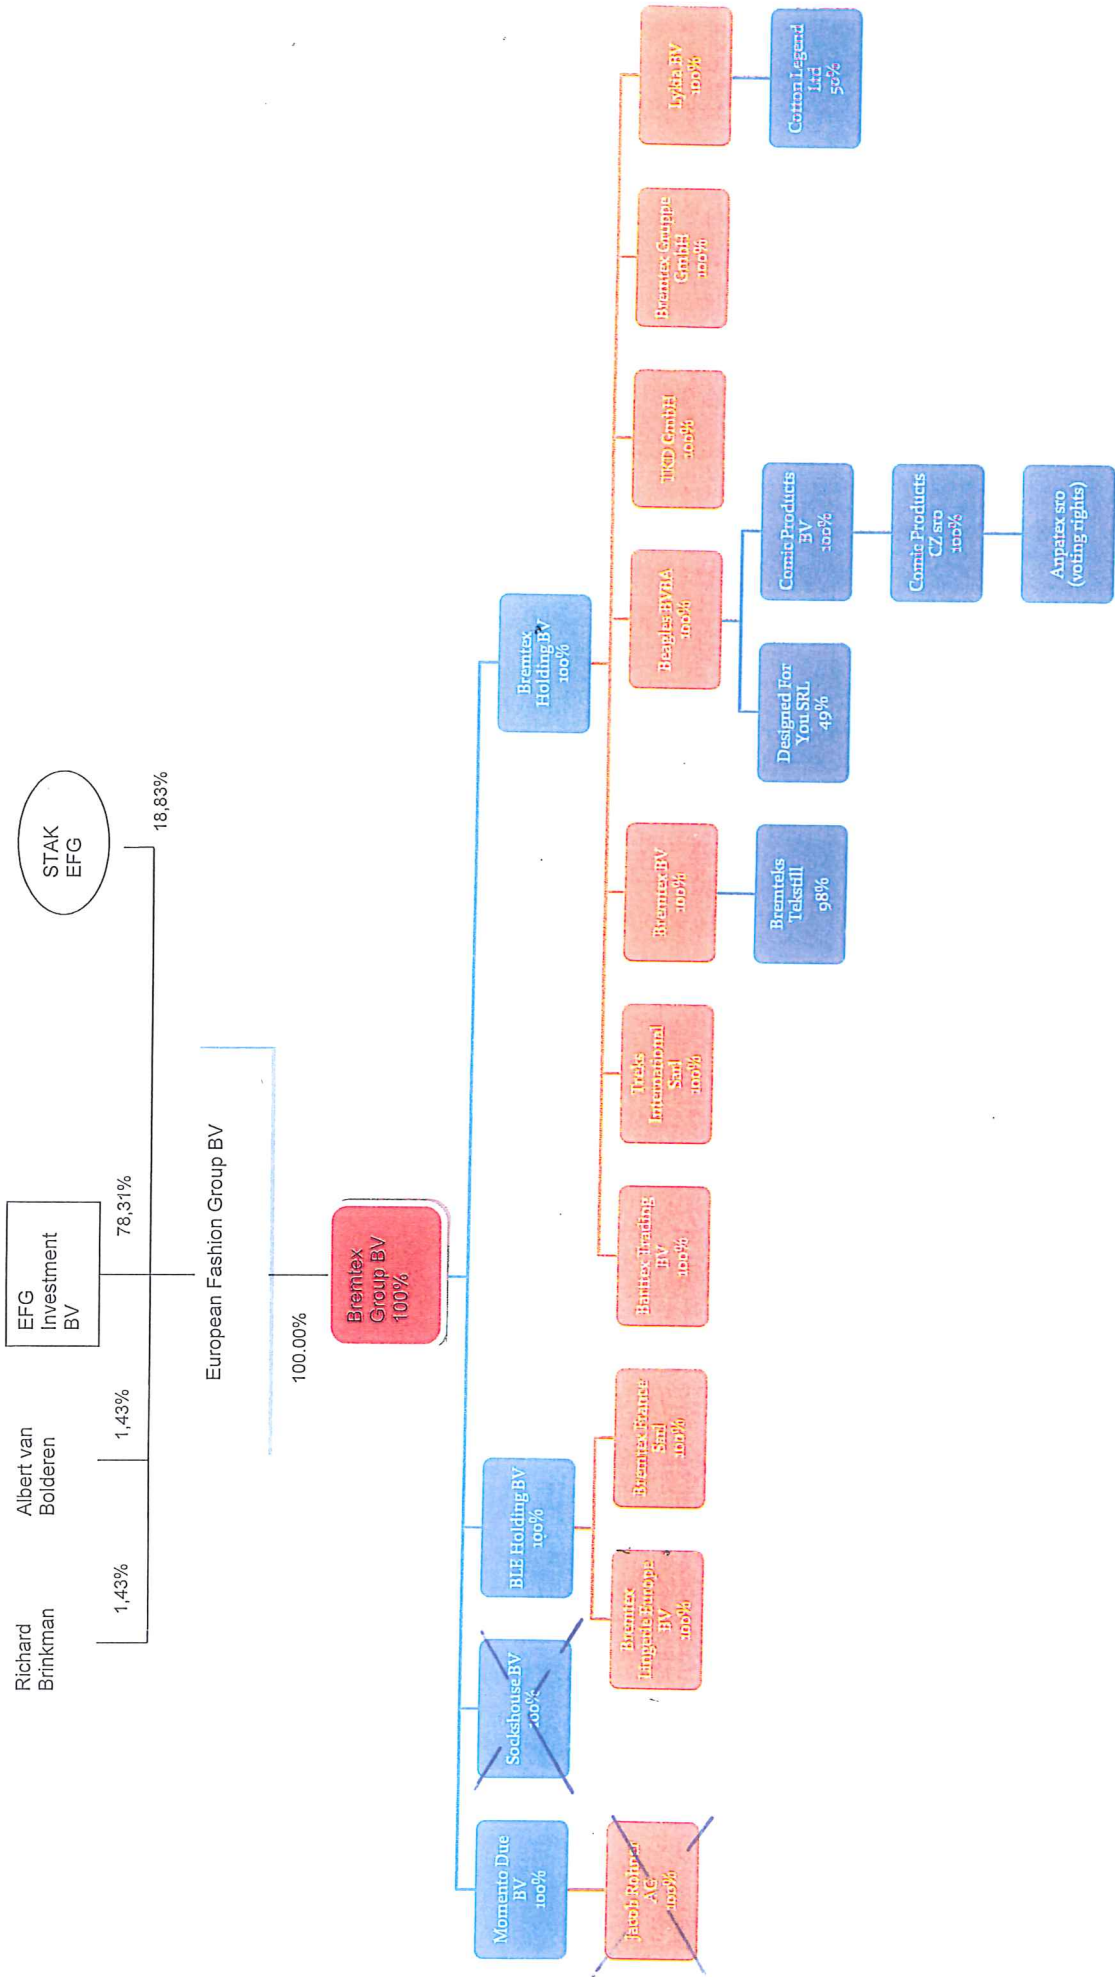 Richard
Brinkman
1,43%
Albert van
Bolderen
1,43%
EFG
Investment
BV
78,31%
STAK
EFG
18,83%
European Fashion Group BV
100.00%
Bremtex
Group BV
100%
Momento Due
BV
100%
Sockshouse BV
100%
BLE Holding BV
100%
Bremtex
Holding BV
100%
Jacob Rohner
AG
100%
Bremtex
Lingerie Europe
BV
100%
Bremtex France
Sarl
100%
Trading
BV
100%
Treks
International
Sarl
100%
Bremtex BV
100%
Beagles BVBA
100%
TKD GmbH
100%
Bremtex Gruppe
GmbH
100%
Lykia BV
100%
Bremteks
Tekstill
98%
Designed For
You SRL
49%
Comic Products
BV
100%
Cotton Legend
Ltd
50%
Comic Products
CZ sro
100%
Anpatex sro
(voting rights)